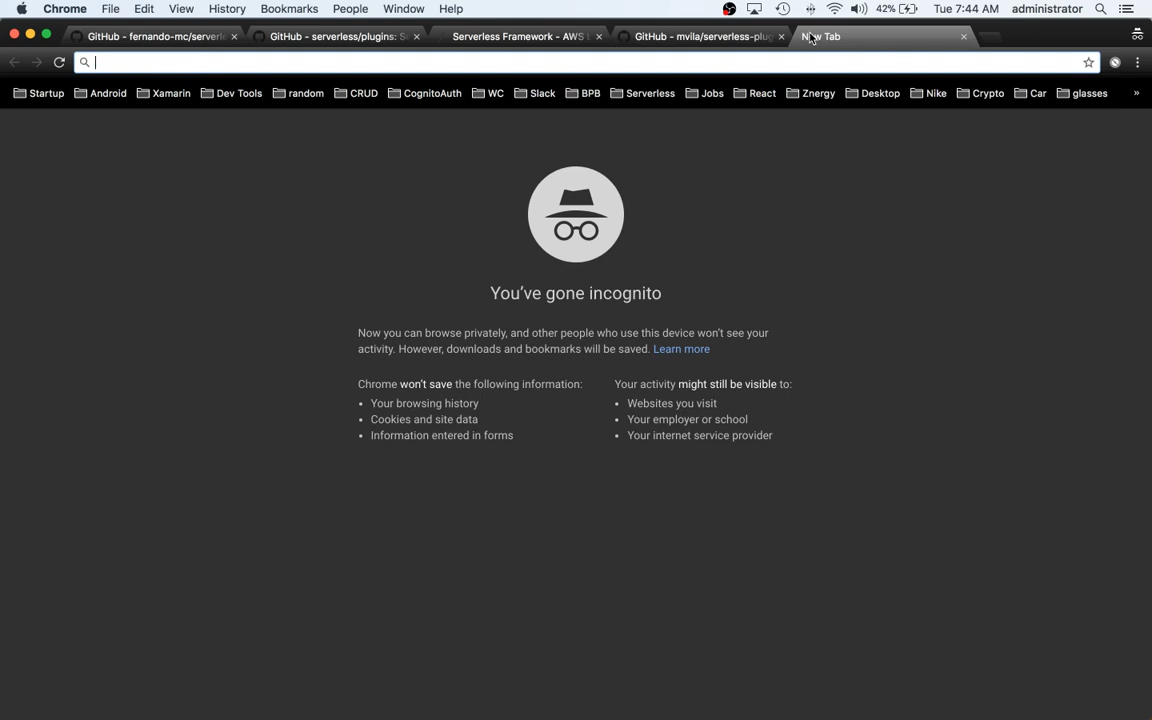 Chrome File Edit View History Bookmarks People Window Help 42% Tue 7:44 AM administrator
GitHub - fernando-mc/serverle GitHub - serverless/plugins: Se Serverless Framework - AWS L GitHub - mvila/serverless-plug New Tab
Startup Android Xamarin Dev Tools random CRUD CognitoAuth WC Slack BPB Serverless Jobs React Znergy Desktop Nike Crypto Car glasses »
You've gone incognito
Now you can browse privately, and other people who use this device won't see your
activity. However, downloads and bookmarks will be saved. Learn more
Chrome won't save the following information:
• Your browsing history
• Cookies and site data
• Information entered in forms
Your activity might still be visible to:
• Websites you visit
• Your employer or school
• Your internet service provider